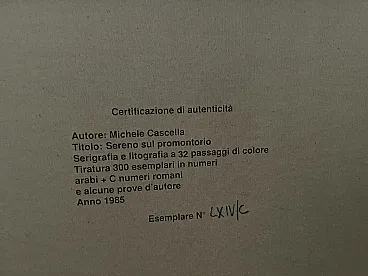 Certificazione di autenticità
Autore: Michele Cascella
Titolo: Sereno sul promontorio
Serigrafia e litografia a 32 passaggi di colore
Tiratura 300 esemplari in numeri
arabi + C numeri romani
e alcune prove d'autore
Anno 1985
Esemplare N° LXIV/C